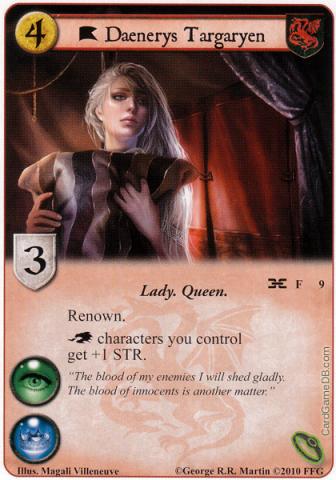 4
Daenerys Targaryen
3
Lady. Queen.
F 9
Renown.
characters you control
get +1 STR.
"The blood of my enemies I will shed gladly.
The blood of innocents is another matter."
CardGameDB.com
Illus. Magali Villeneuve
©George R.R. Martin ©2010 FFG